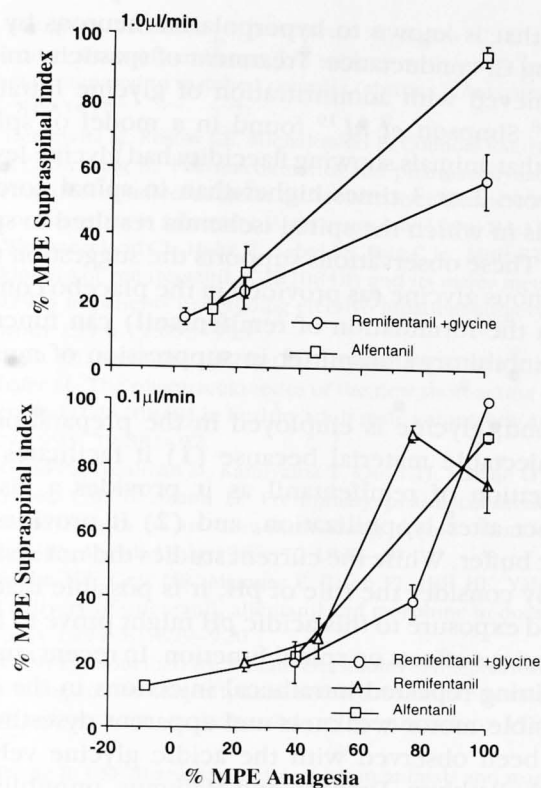 1.0µl/min
100
80
60
40
20
0
% MPE Supraspinal index
Remifentanil +glycine
Alfentanil
0.1µl/min
100
80
60
40
20
0
% MPE Supraspinal index
Remifentanil +glycine
Remifentanil
Alfentanil
-20 0 20 40 60 80 100
% MPE Analgesia